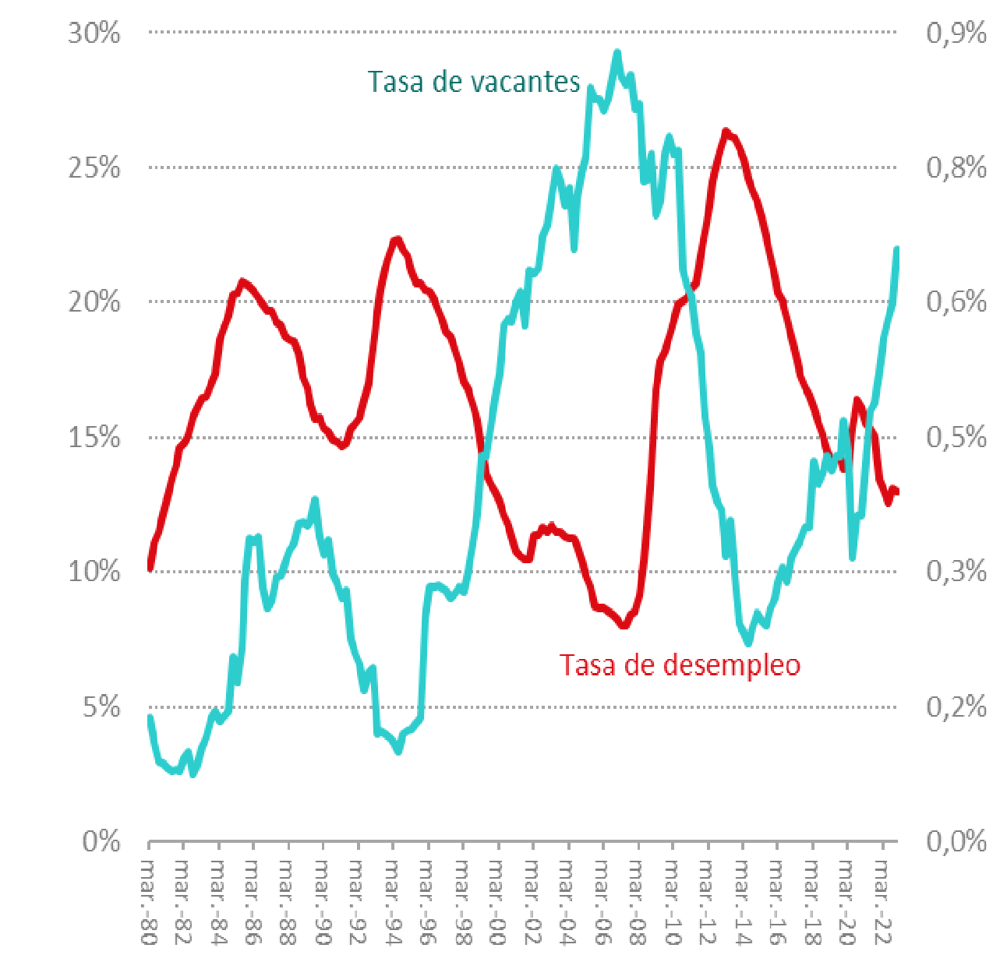 30%
0,9%
Tasa de vacantes
25%
0,8%
20%
0,6%
15%
0,5%
10%
0,3%
Tasa de desempleo
5%
0,2%
0%
0,0%
mar.-80
mar.-82
mar.-84
mar.-86
mar.-88
mar.-90
mar.-92
mar.-94
mar.-96
mar.-98
mar.-00
mar.-02
mar.-04
mar.-06
mar.-08
mar.-10
mar.-12
mar.-14
mar.-16
mar.-18
mar.-20
mar.-22